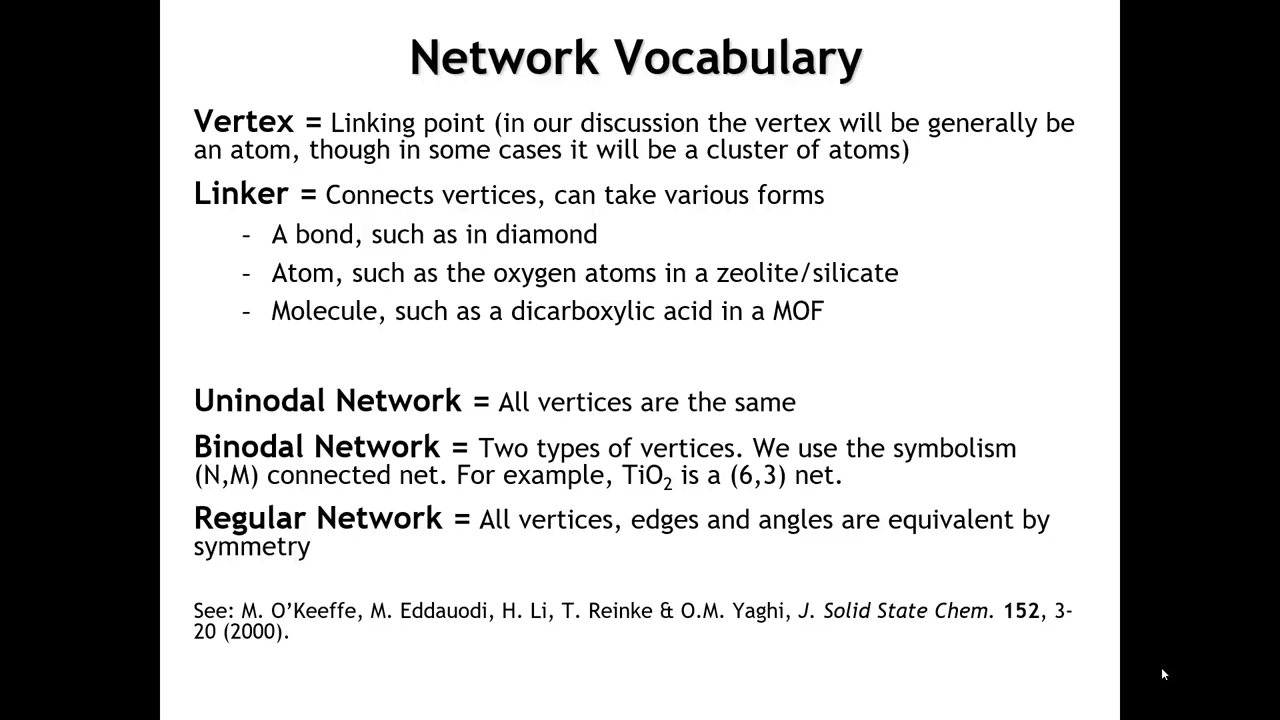 Network Vocabulary
Vertex = Linking point (in our discussion the vertex will be generally be
an atom, though in some cases it will be a cluster of atoms)
Linker = Connects vertices, can take various forms
- A bond, such as in diamond
- Atom, such as the oxygen atoms in a zeolite/silicate
- Molecule, such as a dicarboxylic acid in a MOF
Uninodal Network = All vertices are the same
Binodal Network = Two types of vertices. We use the symbolism
(N,M) connected net. For example, TiO₂ is a (6,3) net.
Regular Network = All vertices, edges and angles are equivalent by
symmetry
See: M. O’Keeffe, M. Eddauodi, H. Li, T. Reinke & O.M. Yaghi, J. Solid State Chem. 152, 3-
20 (2000).